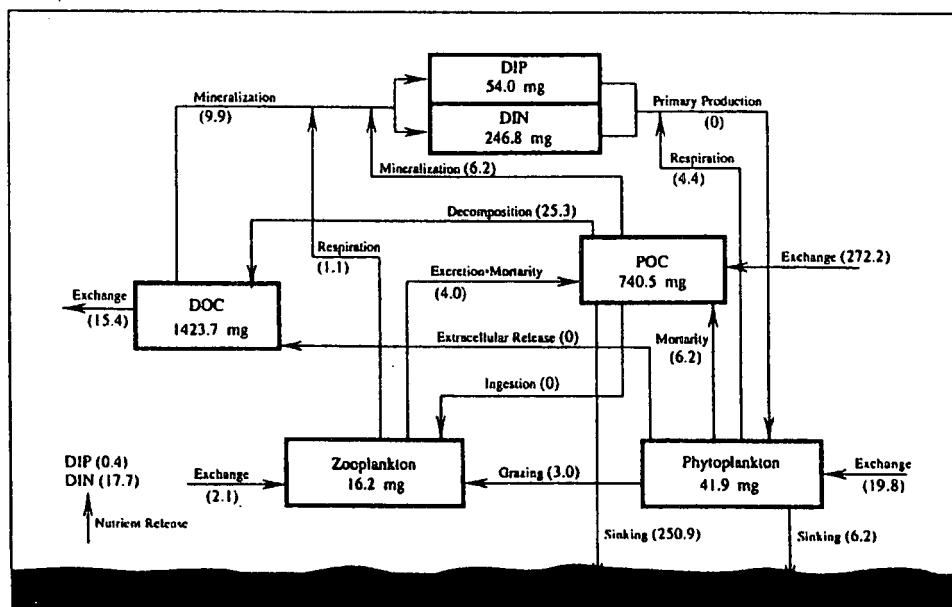 DIP
54.0 mg
DIN
246.8 mg
Mineralization
(9.9)
Primary Production
(0)
Respiration
(4.4)
Mineralization (6.2)
Decomposition (25.3)
Respiration
(1.1)
POC
740.5 mg
Exchange (272.2)
Excretion•Mortarity
(4.0)
Exchange
(15.4)
DOC
1423.7 mg
Extracellular Release (0)
Mortarity
(6.2)
Ingestion (0)
DIP (0.4)
DIN (17.7)
Nutrient Release
Exchange
(2.1)
Zooplankton
16.2 mg
Grazing (3.0)
Phytoplankton
41.9 mg
Exchange
(19.8)
Sinking (250.9)
Sinking (6.2)